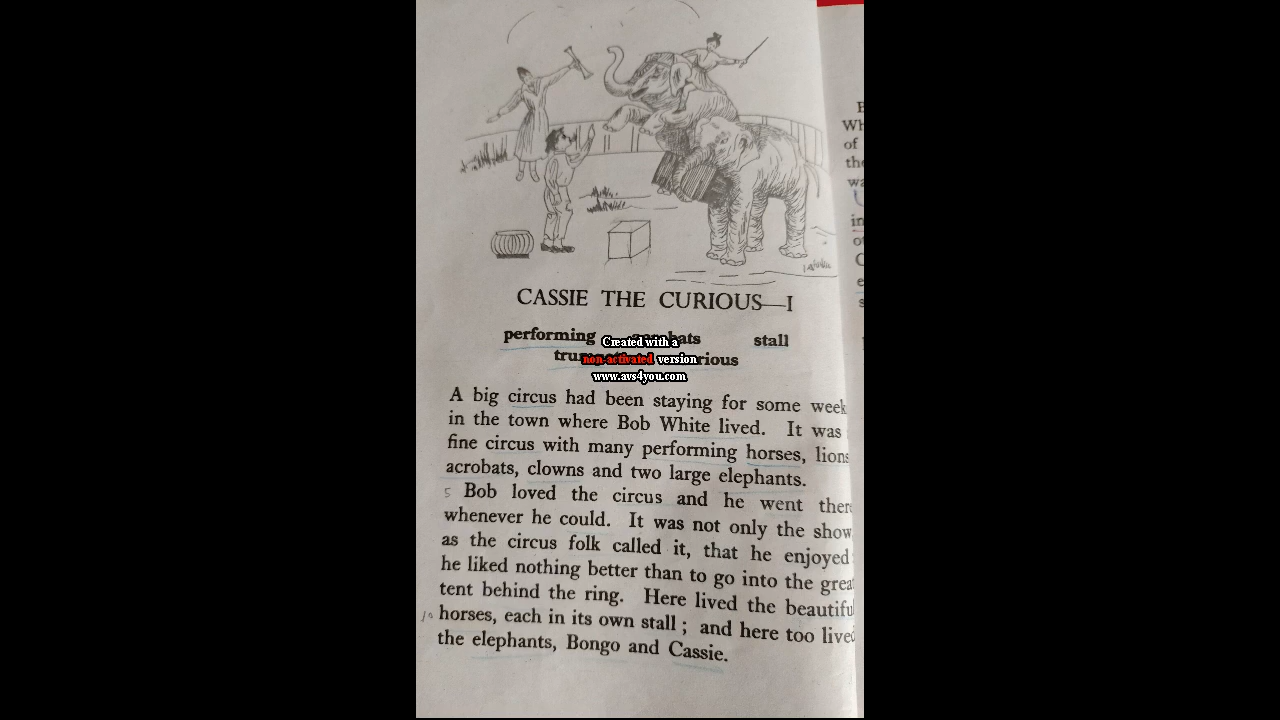 CASSIE THE CURIOUS—I
performing stall
Created with a
non-activated version
www.avs4you.com
A big circus had been staying for some week
in the town where Bob White lived. It was
fine circus with many performing horses, lions
acrobats, clowns and two large elephants.
5 Bob loved the circus and he went there
whenever he could. It was not only the show
as the circus folk called it, that he enjoyed
he liked nothing better than to go into the grea
tent behind the ring. Here lived the beautifu
10 horses, each in its own stall ; and here too lived
the elephants, Bongo and Cassie.